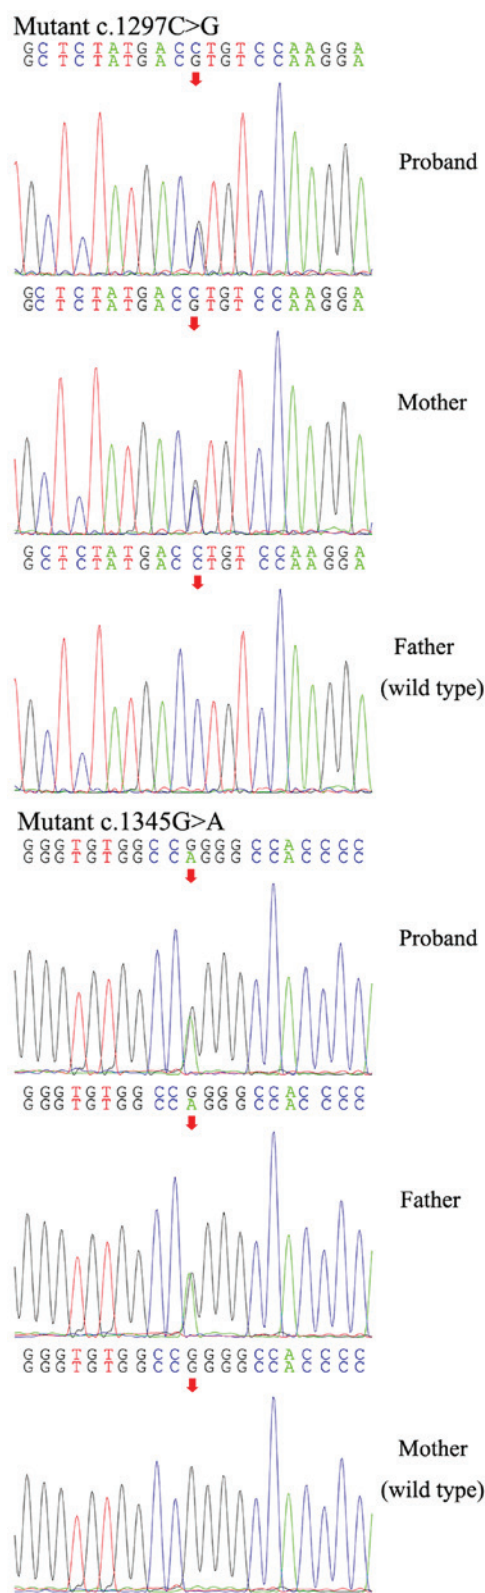 Mutant c.1297C>G
GCTCTATGACCTGTCCAAGGA
GCTCTATGACGTGTCCAAGGA
Proband
GCTCTATGACCTGTCCAAGGA
GCTCTATGACGTGTCCAAGGA
Mother
GCTCTATGACCTGTCCAAGGA
GCTCTATGACCTGTCCAAGGA
Father
(wild type)
Mutant c.1345G>A
GGGTGTGGCCGGGGCCACCCC
GGGTGTGGCCAGGGCCACCCC
Proband
GGGTGTGGCCGGGGCCACCCC
GGGTGTGGCCAGGGCCACCCC
Father
GGGTGTGGCCGGGGCCACCCC
GGGTGTGGCCGGGGCCACCCC
Mother
(wild type)